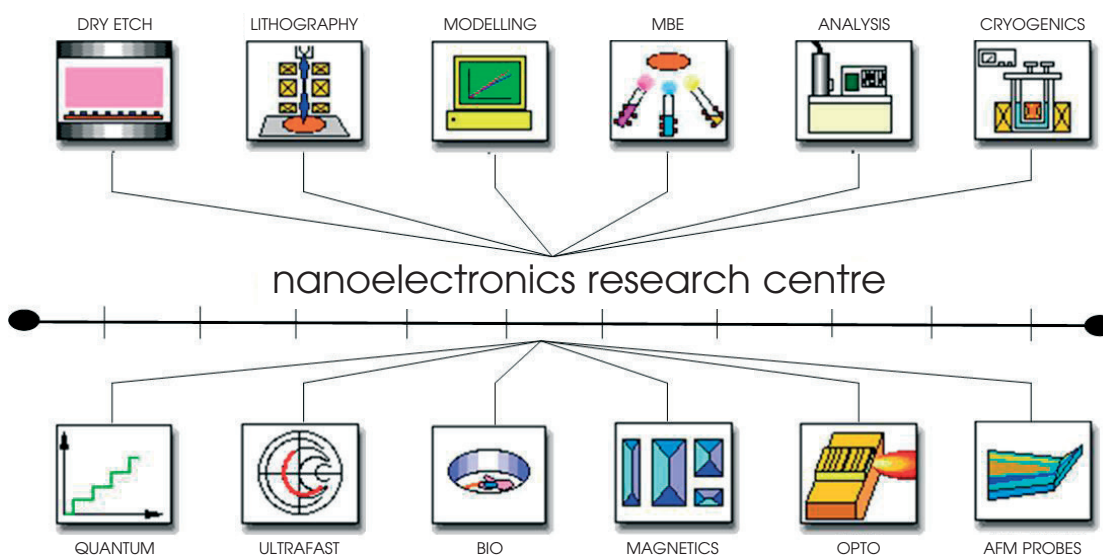 DRY ETCH
LITHOGRAPHY
MODELLING
MBE
ANALYSIS
CRYOGENICS
nanoelectronics research centre
QUANTUM
ULTRAFAST
BIO
MAGNETICS
OPTO
AFM PROBES